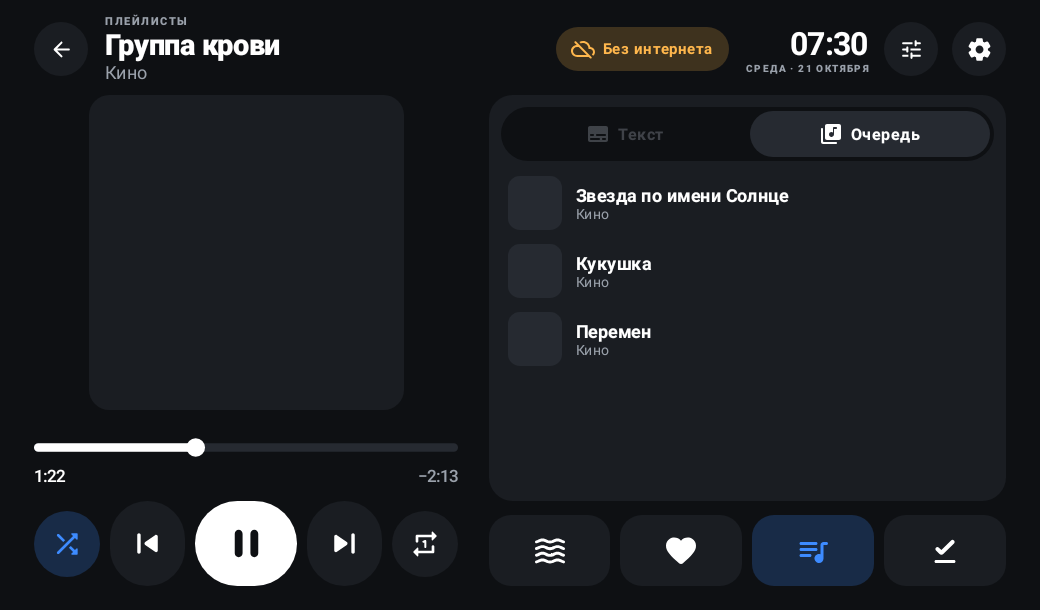 ПЛЕЙЛИСТЫ
Группа крови
Кино
Без интернета
07:30
СРЕДА · 21 ОКТЯБРЯ
Текст
Очередь
Звезда по имени Солнце
Кино
Кукушка
Кино
Перемен
Кино
1:22
−2:13
1